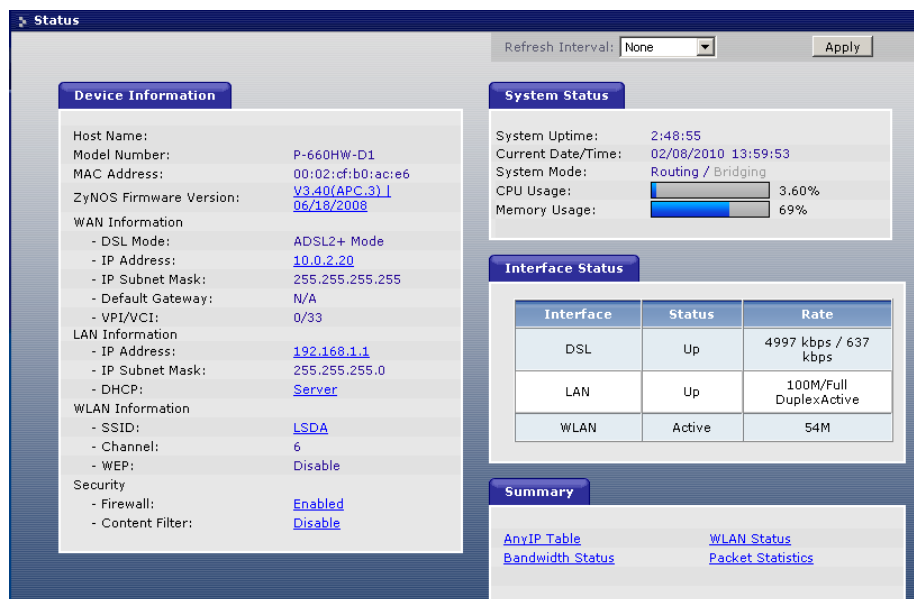 Status
Refresh Interval: None Apply
Device Information
Host Name:
Model Number: P-660HW-D1
MAC Address: 00:02:cf:b0:ac:e6
ZyNOS Firmware Version: V3.40(APC.3) |
06/18/2008
WAN Information
- DSL Mode: ADSL2+ Mode
- IP Address: 10.0.2.20
- IP Subnet Mask: 255.255.255.255
- Default Gateway: N/A
- VPI/VCI: 0/33
LAN Information
- IP Address: 192.168.1.1
- IP Subnet Mask: 255.255.255.0
- DHCP: Server
WLAN Information
- SSID: LSDA
- Channel: 6
- WEP: Disable
Security
- Firewall: Enabled
- Content Filter: Disable
System Status
System Uptime: 2:48:55
Current Date/Time: 02/08/2010 13:59:53
System Mode: Routing / Bridging
CPU Usage: 3.60%
Memory Usage: 69%
Interface Status
Interface Status Rate
DSL Up 4997 kbps / 637
kbps
LAN Up 100M/Full
DuplexActive
WLAN Active 54M
Summary
AnyIP Table WLAN Status
Bandwidth Status Packet Statistics